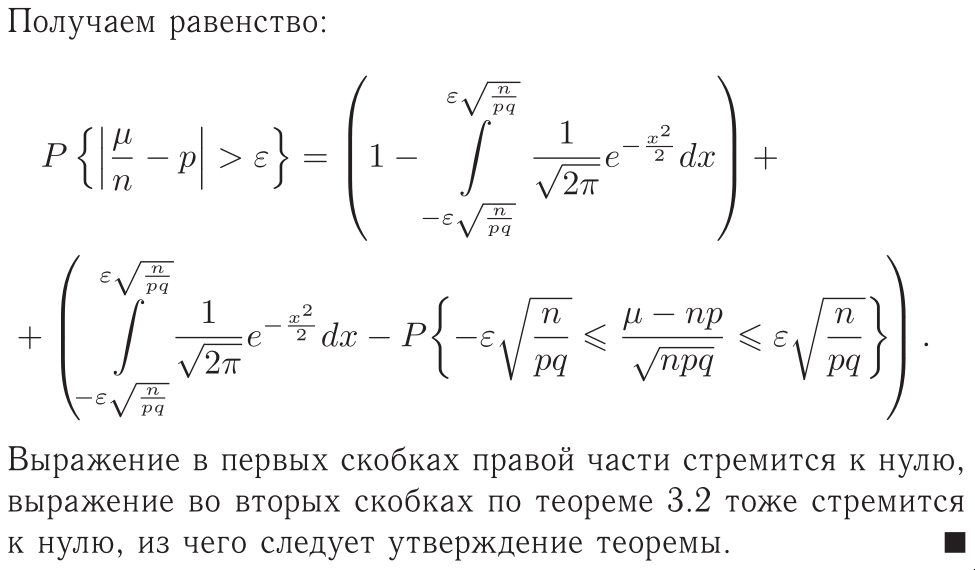 Получаем равенство:
$P\left\{\left|\frac{\mu}{n} - p\right| > \varepsilon\right\} = \left(1 - \int\limits_{-\varepsilon\sqrt{\frac{n}{pq}}}^{\varepsilon\sqrt{\frac{n}{pq}}} \frac{1}{\sqrt{2\pi}} e^{-\frac{x^2}{2}} dx\right) +$
$+ \left(\int\limits_{-\varepsilon\sqrt{\frac{n}{pq}}}^{\varepsilon\sqrt{\frac{n}{pq}}} \frac{1}{\sqrt{2\pi}} e^{-\frac{x^2}{2}} dx - P\left\{-\varepsilon\sqrt{\frac{n}{pq}} \leqslant \frac{\mu - np}{\sqrt{npq}} \leqslant \varepsilon\sqrt{\frac{n}{pq}}\right\}\right).$
Выражение в первых скобках правой части стремится к нулю,
выражение во вторых скобках по теореме 3.2 тоже стремится
к нулю, из чего следует утверждение теоремы. ■